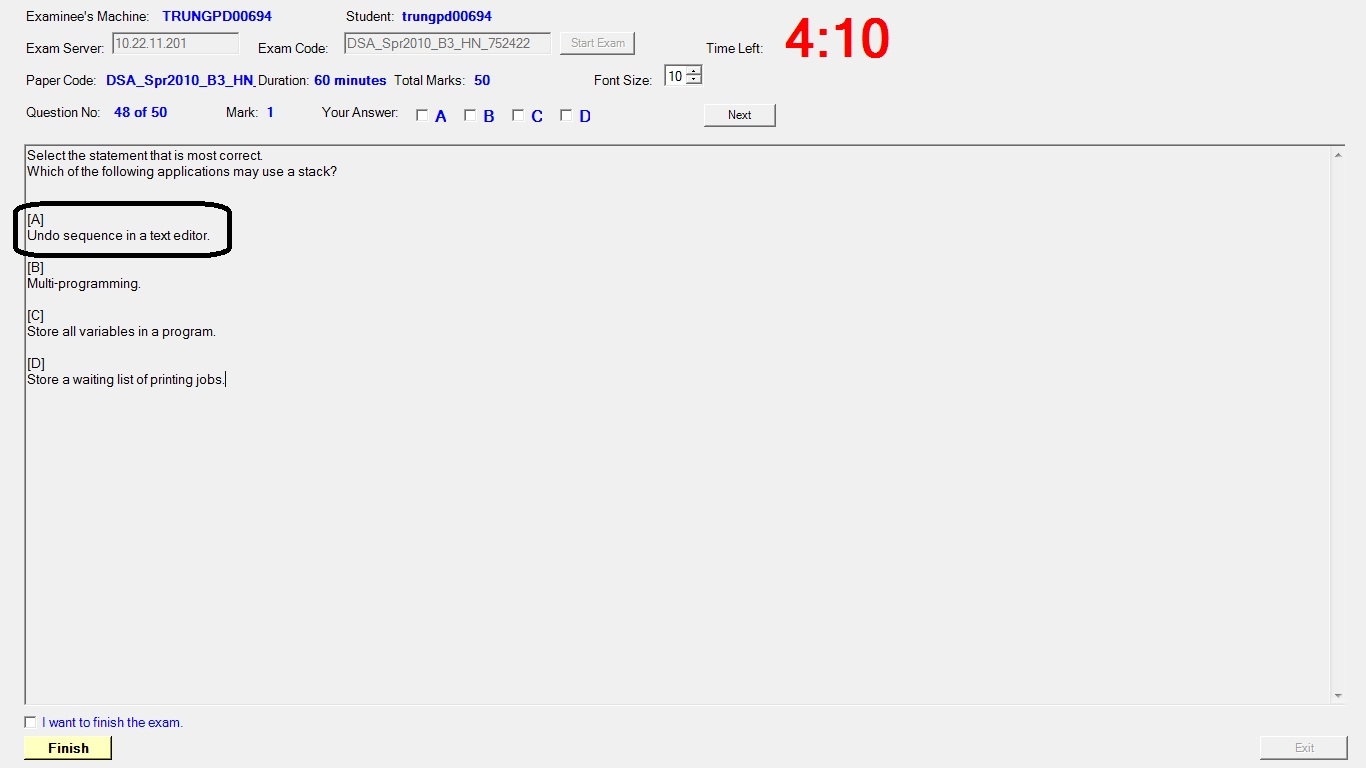 Examinee's Machine: TRUNGPD00694 Student: trungpd00694
Exam Server: 10.22.11.201 Exam Code: DSA_Spr2010_B3_HN_752422 Start Exam Time Left: 4:10
Paper Code: DSA_Spr2010_B3_HN_ Duration: 60 minutes Total Marks: 50 Font Size: 10
Question No: 48 of 50 Mark: 1 Your Answer: A B C D Next
Select the statement that is most correct.
Which of the following applications may use a stack?
[A]
Undo sequence in a text editor.
[B]
Multi-programming.
[C]
Store all variables in a program.
[D]
Store a waiting list of printing jobs.
I want to finish the exam.
Finish Exit